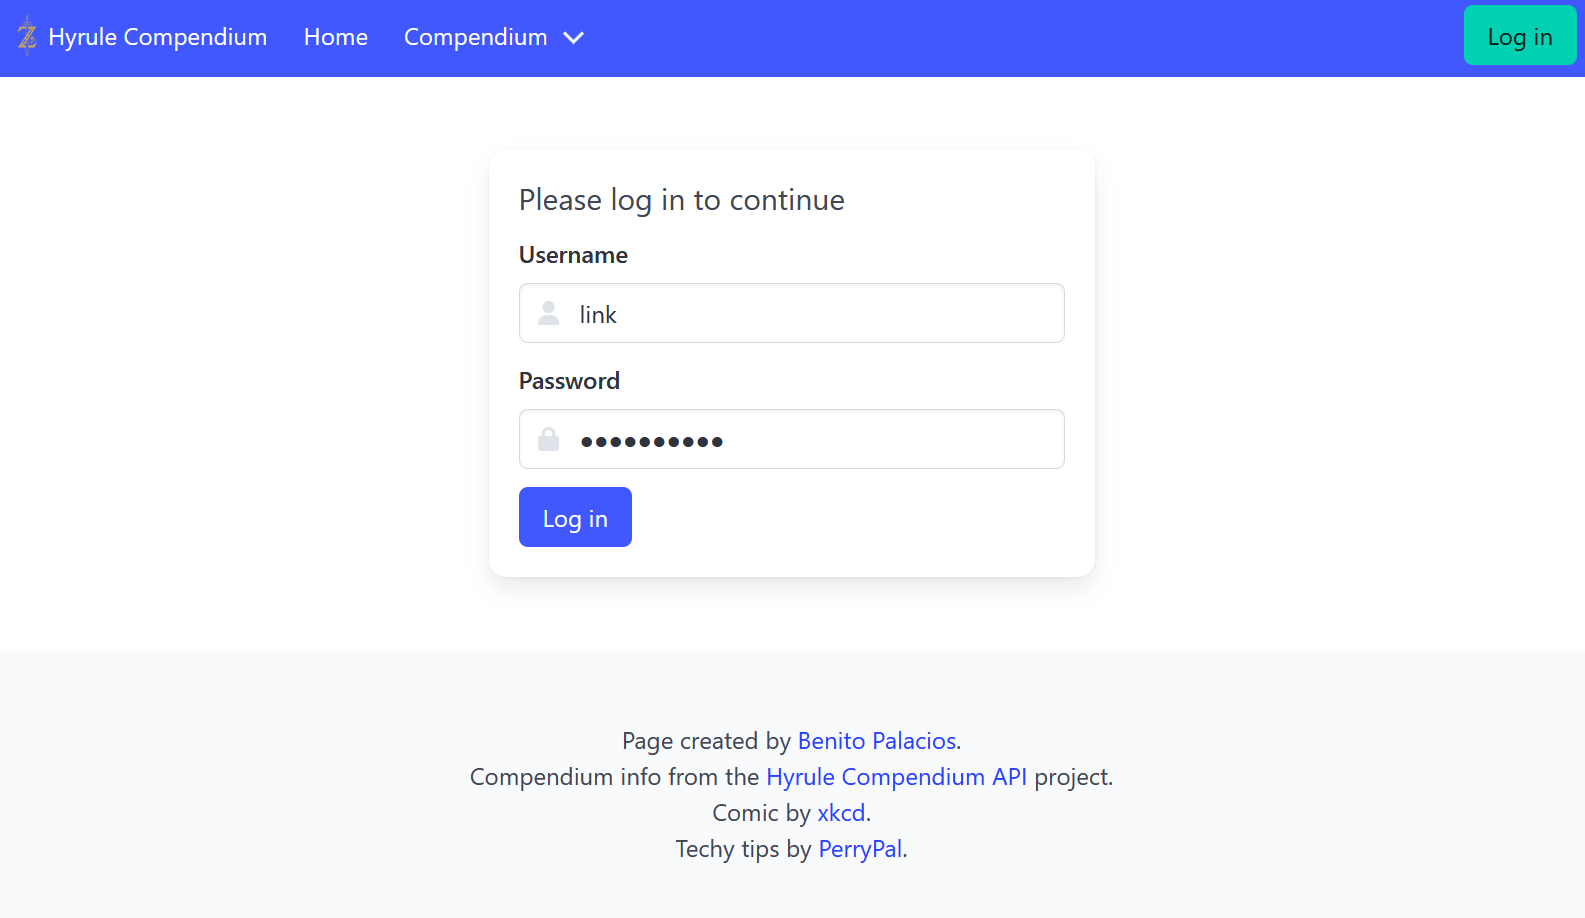 Hyrule Compendium Home Compendium Log in
Please log in to continue
Username
link
Password
●●●●●●●●●●
Log in
Page created by Benito Palacios.
Compendium info from the Hyrule Compendium API project.
Comic by xkcd.
Techy tips by PerryPal.